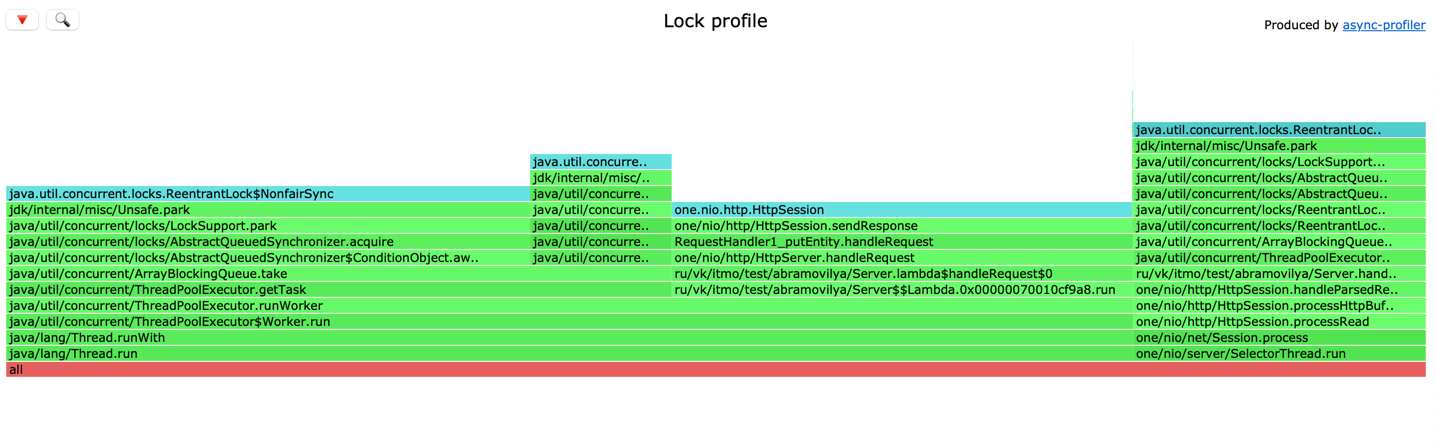 Lock profile
Produced by async-profiler
java.util.concurrent.locks.ReentrantLoc..
jdk/internal/misc/Unsafe.park
java.util.concurre.. java/util/concurrent/locks/LockSupport...
jdk/internal/misc/.. java/util/concurrent/locks/AbstractQueu..
java.util.concurrent.locks.ReentrantLock$NonfairSync java/util/concurre.. java/util/concurrent/locks/AbstractQueu..
jdk/internal/misc/Unsafe.park java/util/concurre.. one.nio.http.HttpSession java/util/concurrent/locks/ReentrantLoc..
java/util/concurrent/locks/LockSupport.park java/util/concurre.. one/nio/http/HttpSession.sendResponse java/util/concurrent/locks/ReentrantLoc..
java/util/concurrent/locks/AbstractQueuedSynchronizer.acquire java/util/concurre.. RequestHandler1_putEntity.handleRequest java/util/concurrent/ArrayBlockingQueue..
java/util/concurrent/locks/AbstractQueuedSynchronizer$ConditionObject.aw.. java/util/concurre.. one/nio/http/HttpServer.handleRequest java/util/concurrent/ThreadPoolExecutor..
java/util/concurrent/ArrayBlockingQueue.take ru/vk/itmo/test/abramovilya/Server.lambda$handleRequest$0 ru/vk/itmo/test/abramovilya/Server.hand..
java/util/concurrent/ThreadPoolExecutor.getTask ru/vk/itmo/test/abramovilya/Server$$Lambda.0x00000070010cf9a8.run one/nio/http/HttpSession.handleParsedRe..
java/util/concurrent/ThreadPoolExecutor.runWorker one/nio/http/HttpSession.processHttpBuf..
java/util/concurrent/ThreadPoolExecutor$Worker.run one/nio/http/HttpSession.processRead
java/lang/Thread.runWith one/nio/net/Session.process
java/lang/Thread.run one/nio/server/SelectorThread.run
all